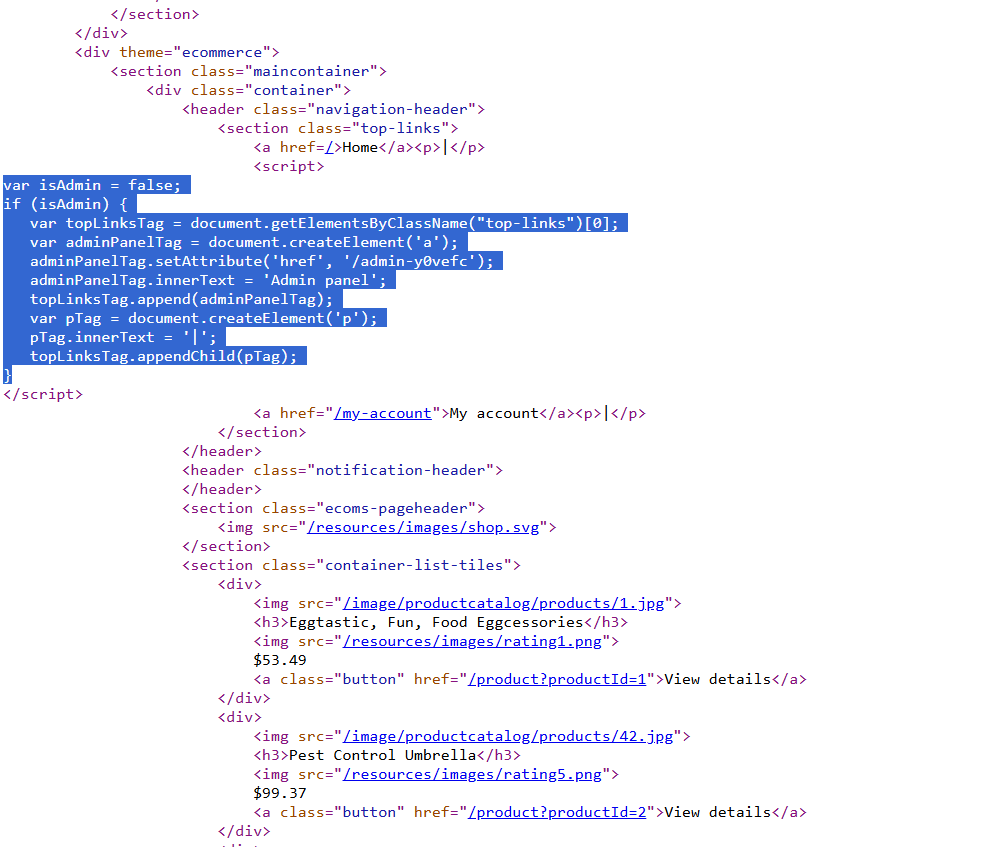 </section>
</div>
<div theme="ecommerce">
<section class="maincontainer">
<div class="container">
<header class="navigation-header">
<section class="top-links">
<a href=/>Home</a><p>|</p>
<script>
var isAdmin = false;
if (isAdmin) {
var topLinksTag = document.getElementsByClassName("top-links")[0];
var adminPanelTag = document.createElement('a');
adminPanelTag.setAttribute('href', '/admin-y0vefc');
adminPanelTag.innerText = 'Admin panel';
topLinksTag.append(adminPanelTag);
var pTag = document.createElement('p');
pTag.innerText = '|';
topLinksTag.appendChild(pTag);
}
</script>
<a href="/my-account">My account</a><p>|</p>
</section>
</header>
<header class="notification-header">
</header>
<section class="ecoms-pageheader">
<img src="/resources/images/shop.svg">
</section>
<section class="container-list-tiles">
<div>
<img src="/image/productcatalog/products/1.jpg">
<h3>Eggtastic, Fun, Food Eggcessories</h3>
<img src="/resources/images/rating1.png">
$53.49
<a class="button" href="/product?productId=1">View details</a>
</div>
<div>
<img src="/image/productcatalog/products/42.jpg">
<h3>Pest Control Umbrella</h3>
<img src="/resources/images/rating5.png">
$99.37
<a class="button" href="/product?productId=2">View details</a>
</div>